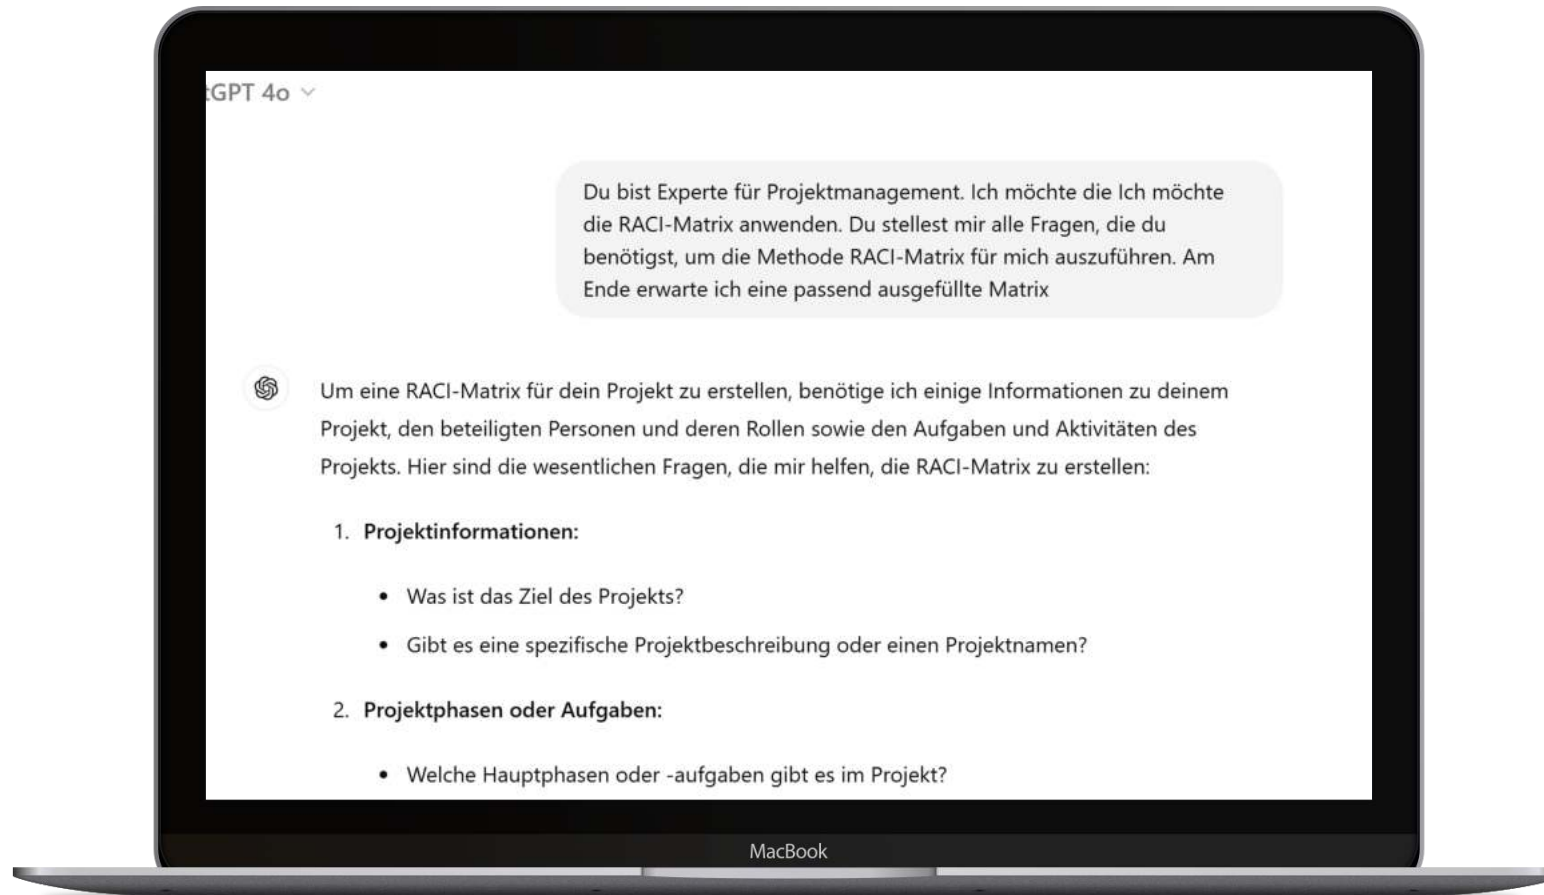 tGPT 4o
Du bist Experte für Projektmanagement. Ich möchte die Ich möchte
die RACI-Matrix anwenden. Du stellest mir alle Fragen, die du
benötigst, um die Methode RACI-Matrix für mich auszuführen. Am
Ende erwarte ich eine passend ausgefüllte Matrix
Um eine RACI-Matrix für dein Projekt zu erstellen, benötige ich einige Informationen zu deinem
Projekt, den beteiligten Personen und deren Rollen sowie den Aufgaben und Aktivitäten des
Projekts. Hier sind die wesentlichen Fragen, die mir helfen, die RACI-Matrix zu erstellen:
1. Projektinformationen:
• Was ist das Ziel des Projekts?
• Gibt es eine spezifische Projektbeschreibung oder einen Projektnamen?
2. Projektphasen oder Aufgaben:
• Welche Hauptphasen oder -aufgaben gibt es im Projekt?
MacBook